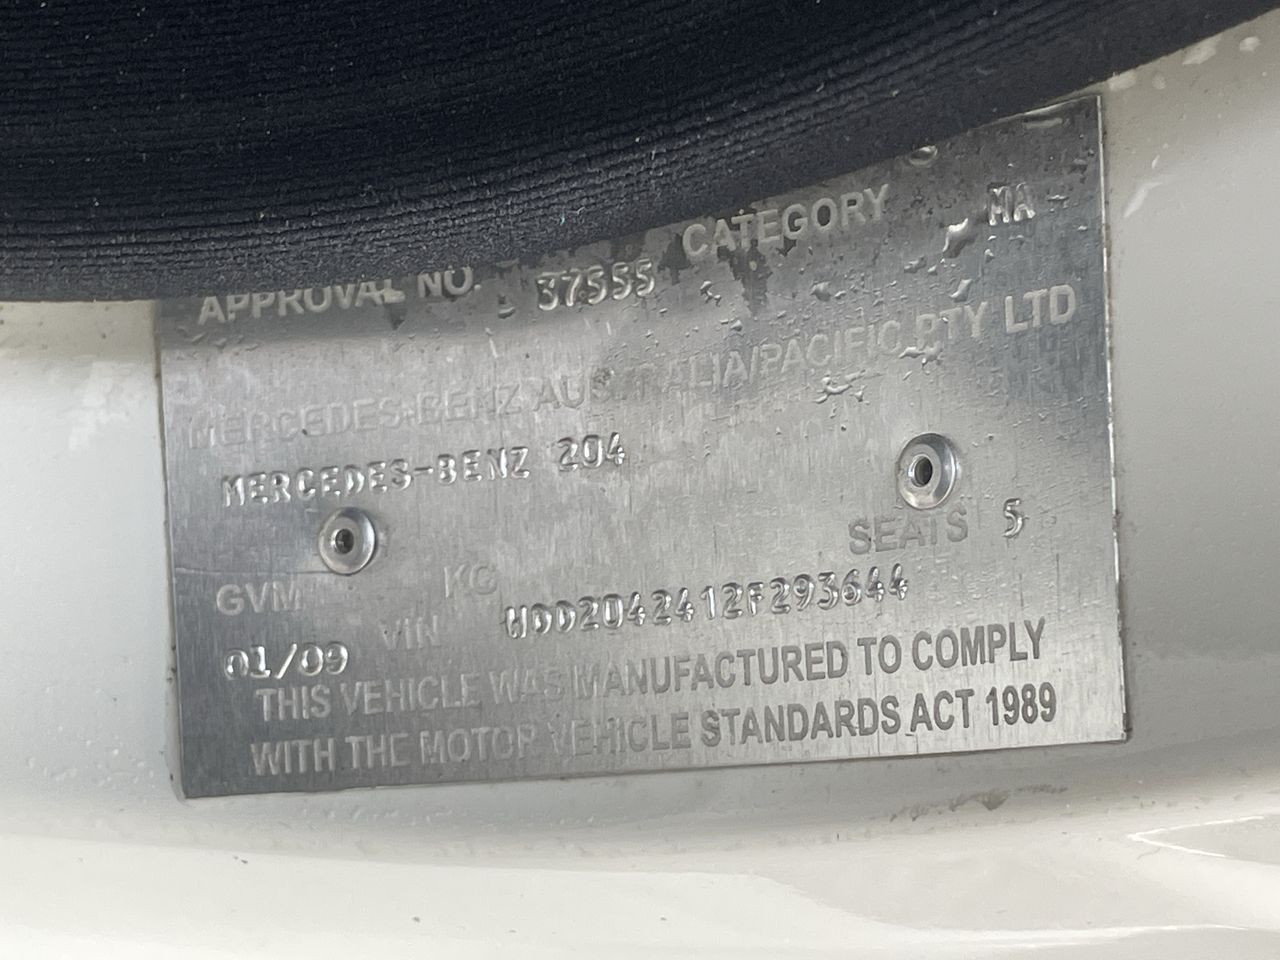 APPROVAL NO. 37555 CATEGORY MA
MERCEDES-BENZ AUSTRALIA/PACIFIC PTY LTD
MERCEDES-BENZ 204
SEATS 5
GVM KG
01/09 VIN WDD2042412F293644
THIS VEHICLE WAS MANUFACTURED TO COMPLY
WITH THE MOTOR VEHICLE STANDARDS ACT 1989